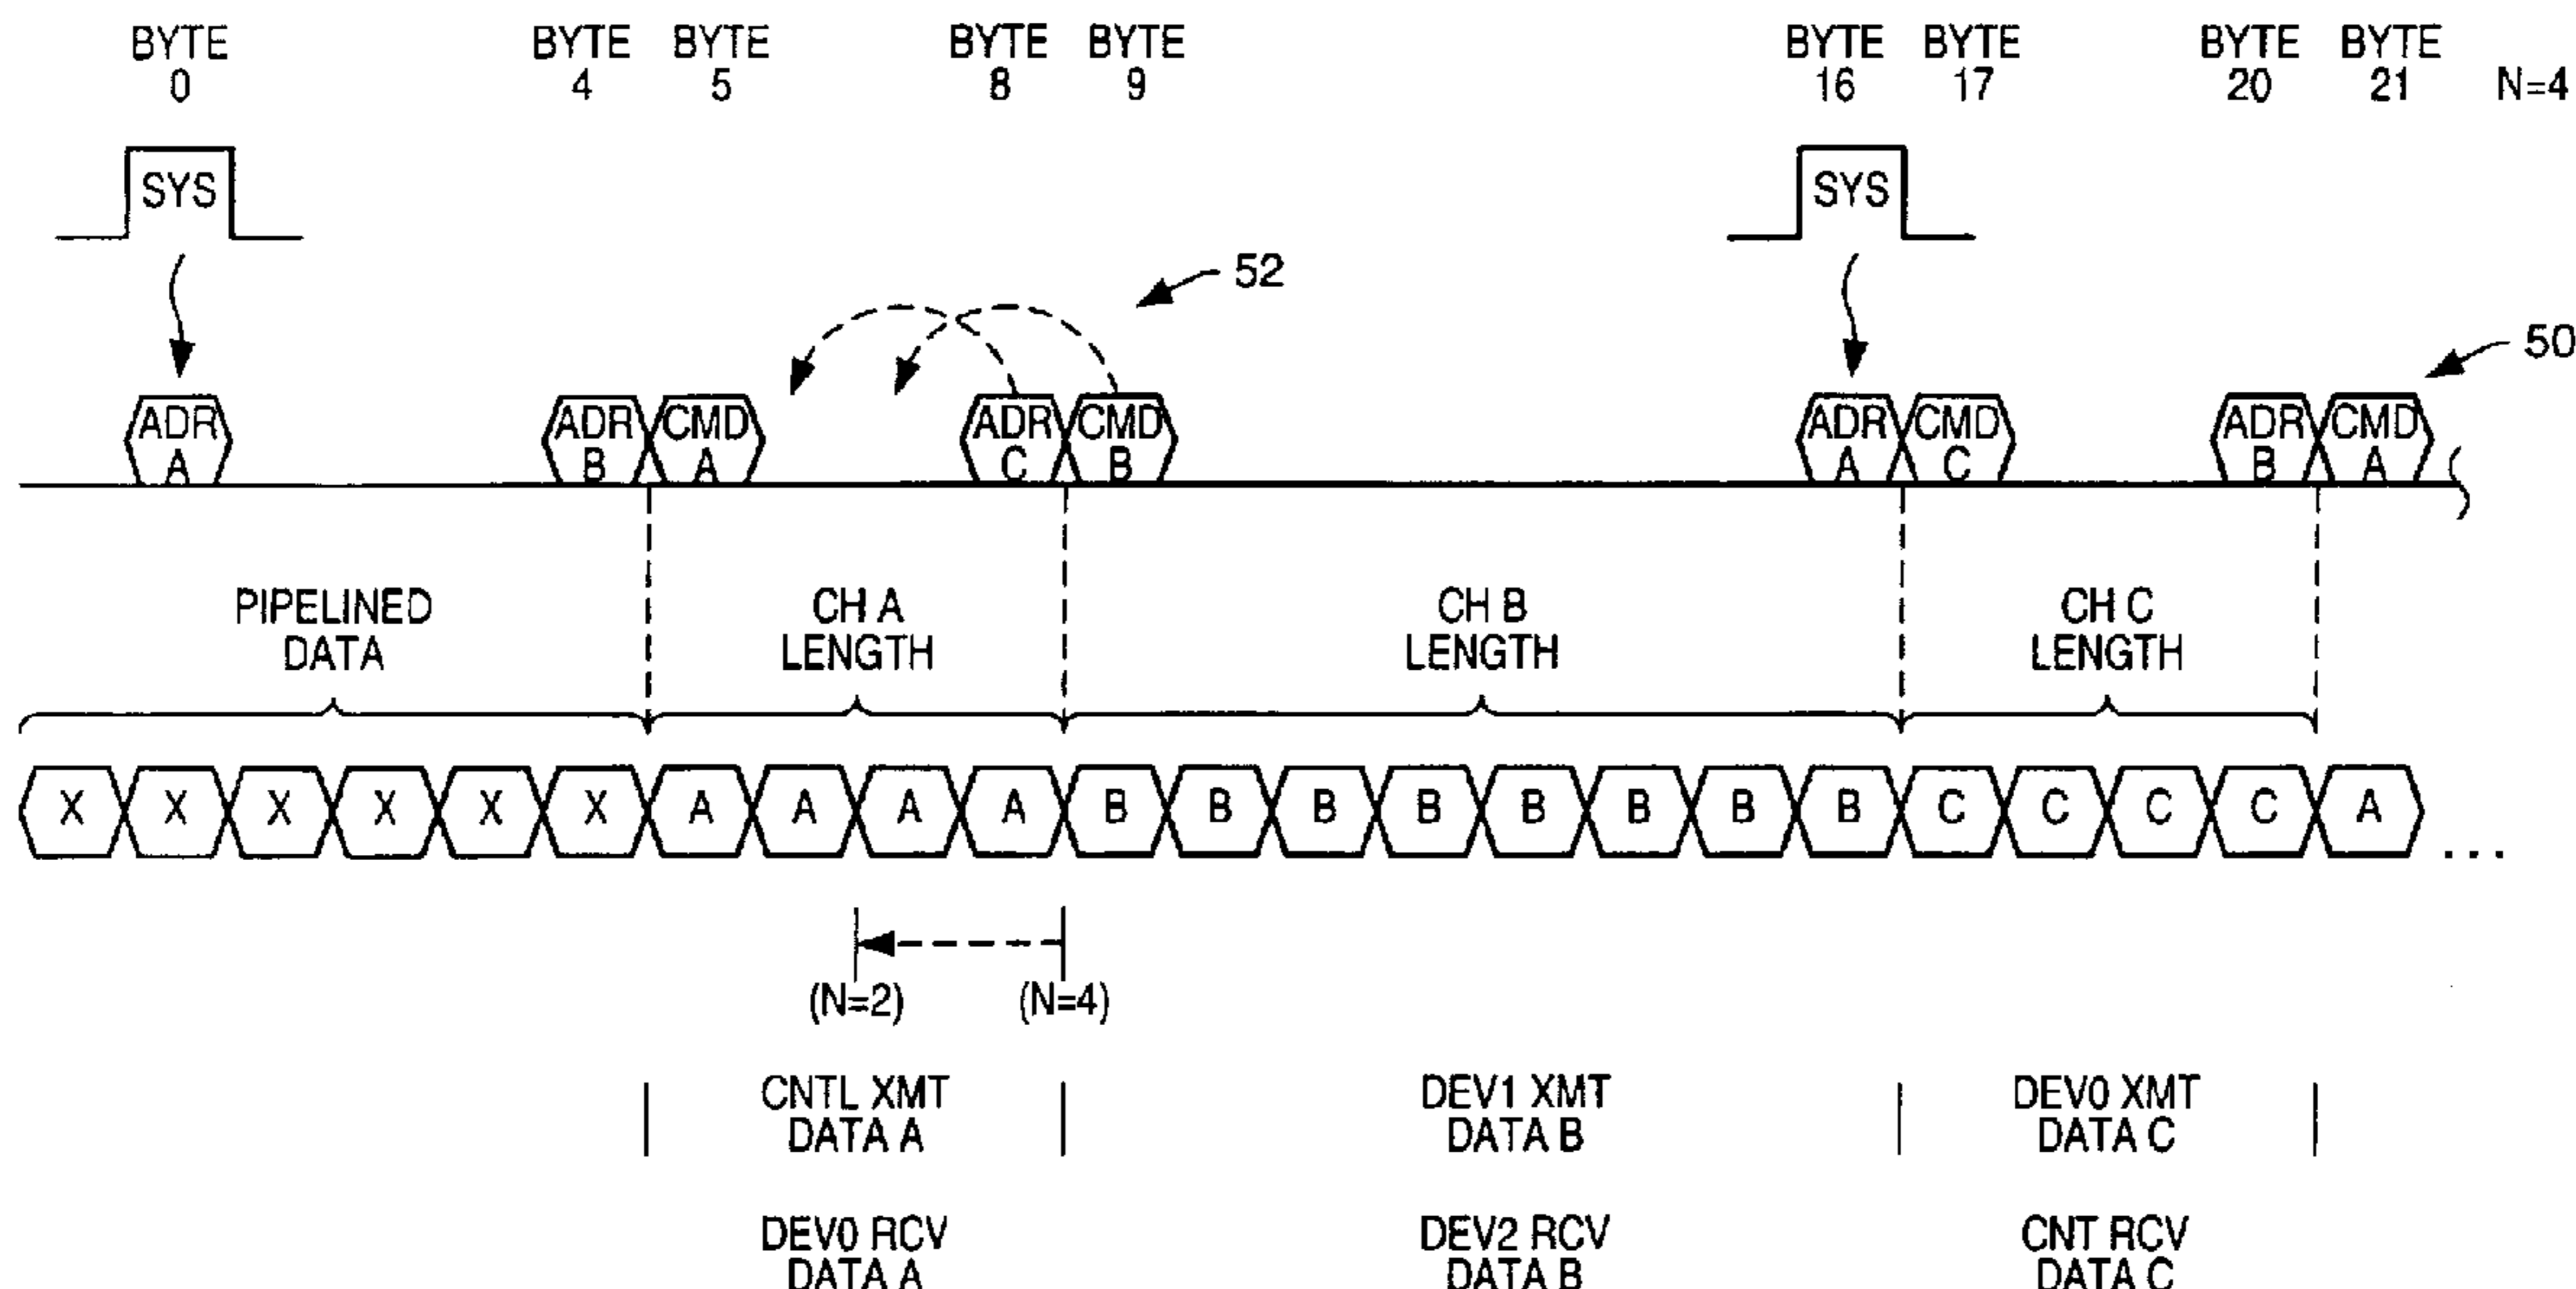 BYTE 0
BYTE 4
BYTE 5
BYTE 8
BYTE 9
BYTE 16
BYTE 17
BYTE 20
BYTE 21
N=4
SYS
SYS
52
50
ADR A
ADR B
CMD A
ADR C
CMD B
ADR A
CMD C
ADR B
CMD A
PIPELINED DATA
CH A LENGTH
CH B LENGTH
CH C LENGTH
X X X X X X A A A A B B B B B B B B C C C C A ...
(N=2) (N=4)
CNTL XMT DATA A
DEV1 XMT DATA B
DEV0 XMT DATA C
DEV0 RCV DATA A
DEV2 RCV DATA B
CNT RCV DATA C